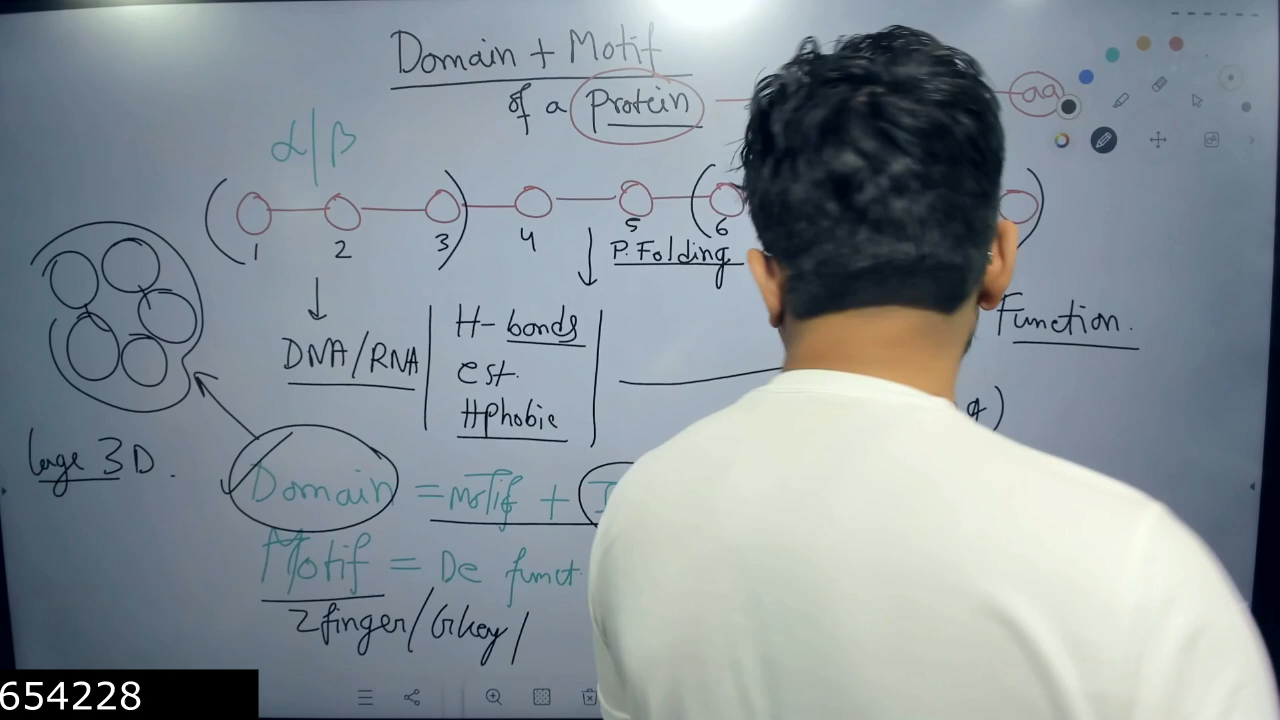 Domain + Motif
of a Protein
aa
α/β
1 2 3 4 5 6
P. Folding
DNA/RNA
H-bonds
est.
HPhobic
Function.
large 3D.
Domain = motif +
Motif = De funct
Z finger/Gkey/
654228